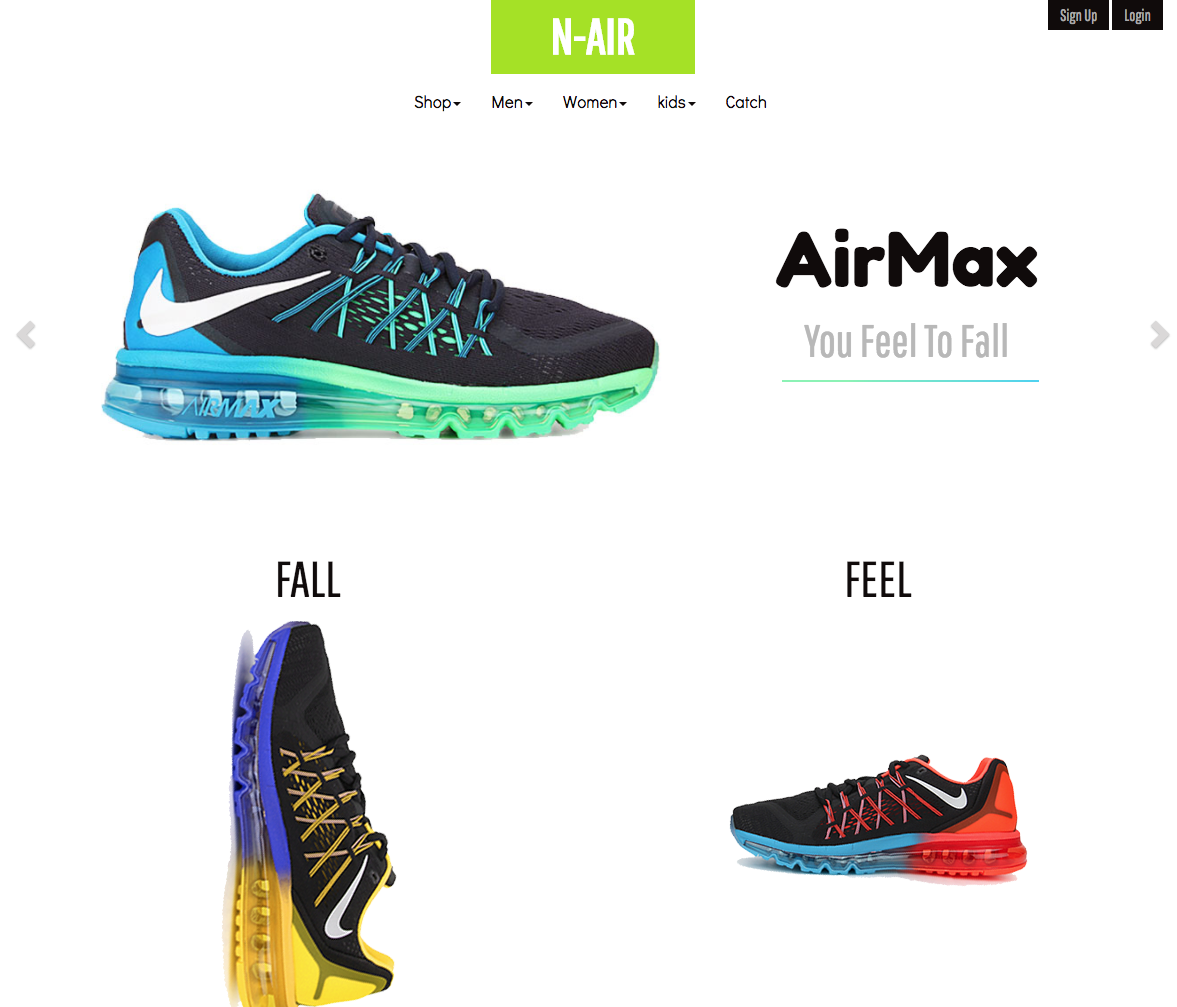 N-AIR
Sign Up
Login
Shop
Men
Women
kids
Catch
AirMax
You Feel To Fall
AIRMAX
FALL
FEEL